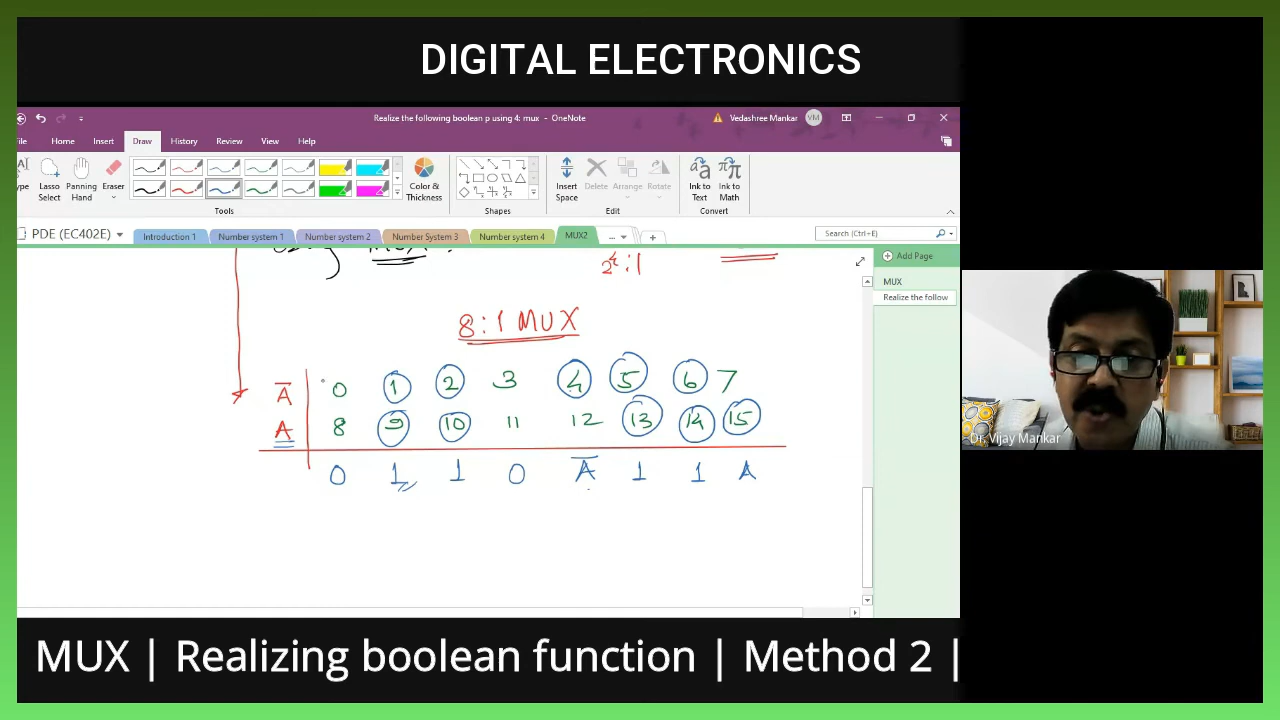 DIGITAL ELECTRONICS
Realize the following boolean p using 4: mux - OneNote
Vedashree Mankar VM
File Home Insert Draw History Review View Help
Type Lasso Select Panning Hand Eraser Color & Thickness Insert Space Delete Arrange Rotate Ink to Text Ink to Math
Tools Shapes Edit Convert
PDE (EC402E) Introduction 1 Number system 1 Number system 2 Number System 3 Number system 4 MUX2 ... + Search (Ctrl+E)
Add Page
MUX
Realize the follow
using MUX
8:1 MUX
Ā 0 1 2 3 4 5 6 7
A 8 9 10 11 12 13 14 15
0 1 1 0 Ā 1 1 A
Dr. Vijay Mankar
MUX | Realizing boolean function | Method 2 |